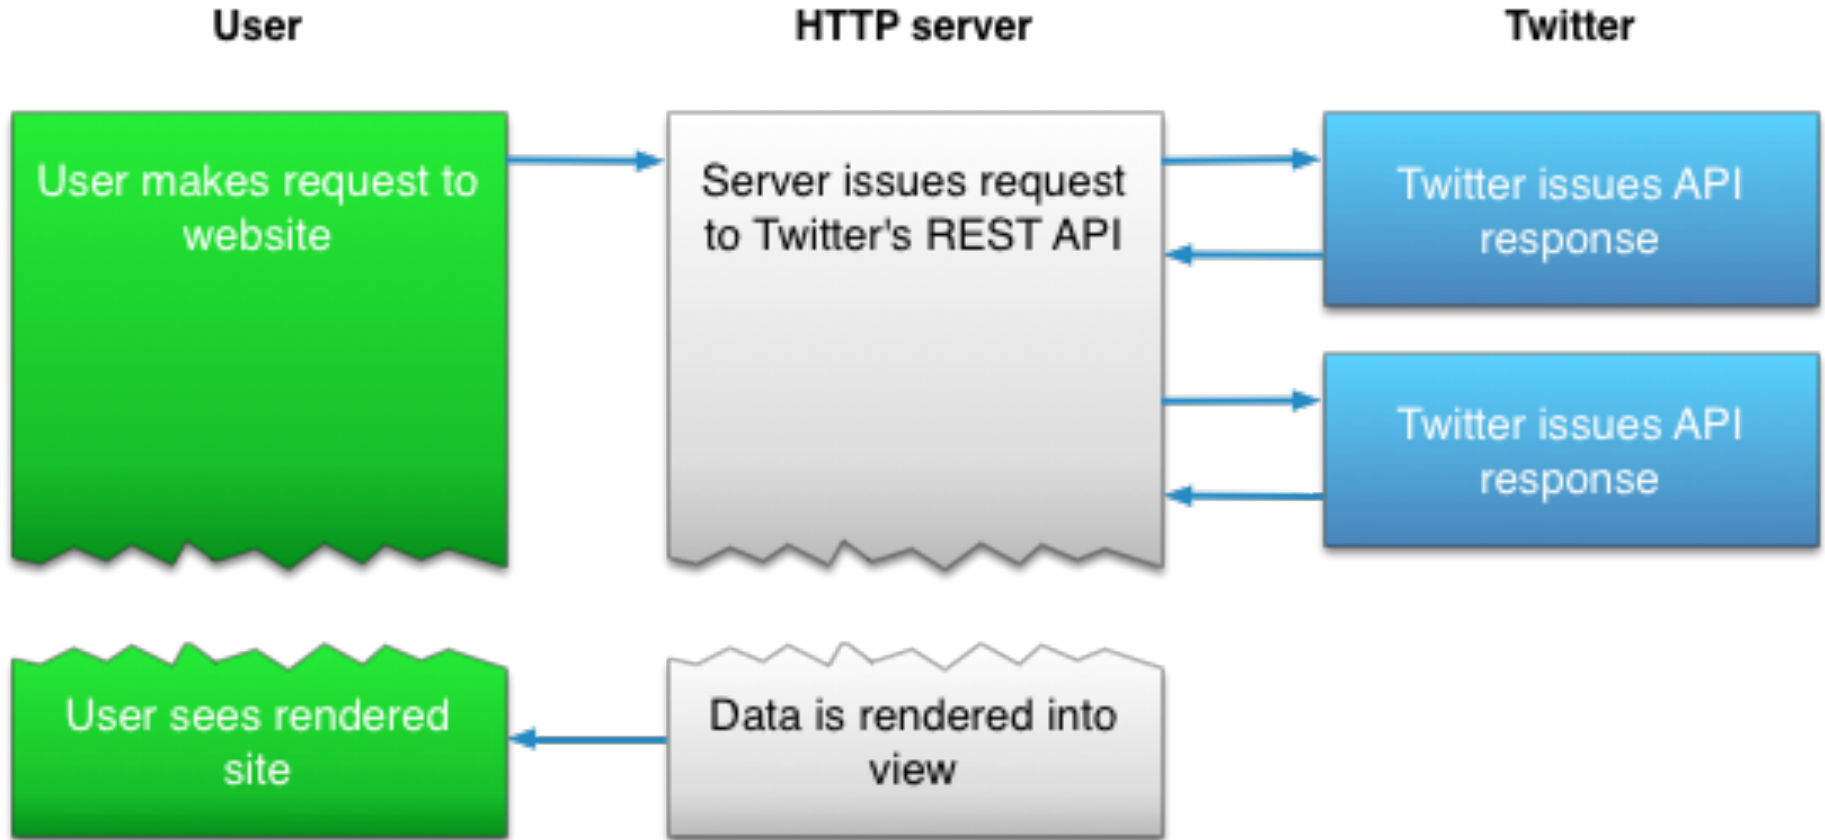 User
HTTP server
Twitter
User makes request to
website
Server issues request
to Twitter's REST API
Twitter issues API
response
Twitter issues API
response
User sees rendered
site
Data is rendered into
view